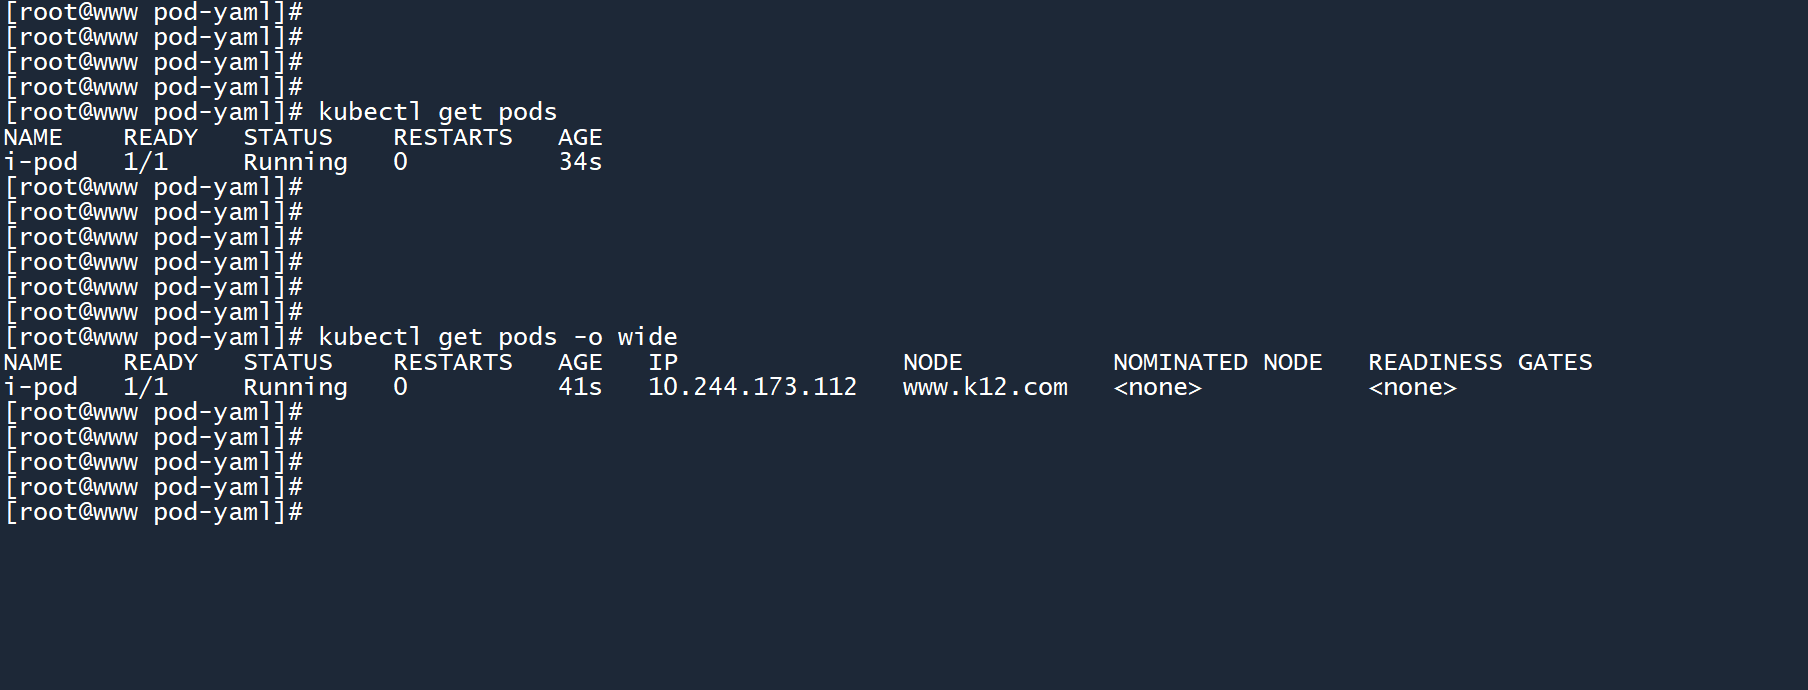 [root@www pod-yaml]#
[root@www pod-yaml]#
[root@www pod-yaml]#
[root@www pod-yaml]#
[root@www pod-yaml]# kubectl get pods
NAME    READY   STATUS    RESTARTS   AGE
i-pod   1/1     Running   0          34s
[root@www pod-yaml]#
[root@www pod-yaml]#
[root@www pod-yaml]#
[root@www pod-yaml]#
[root@www pod-yaml]#
[root@www pod-yaml]#
[root@www pod-yaml]# kubectl get pods -o wide
NAME    READY   STATUS    RESTARTS   AGE   IP               NODE          NOMINATED NODE   READINESS GATES
i-pod   1/1     Running   0          41s   10.244.173.112   www.k12.com   <none>           <none>
[root@www pod-yaml]#
[root@www pod-yaml]#
[root@www pod-yaml]#
[root@www pod-yaml]#
[root@www pod-yaml]#